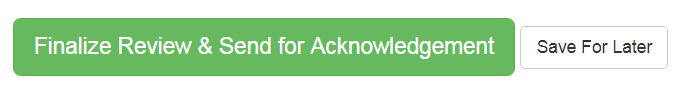 Finalize Review & Send for Acknowledgement Save For Later